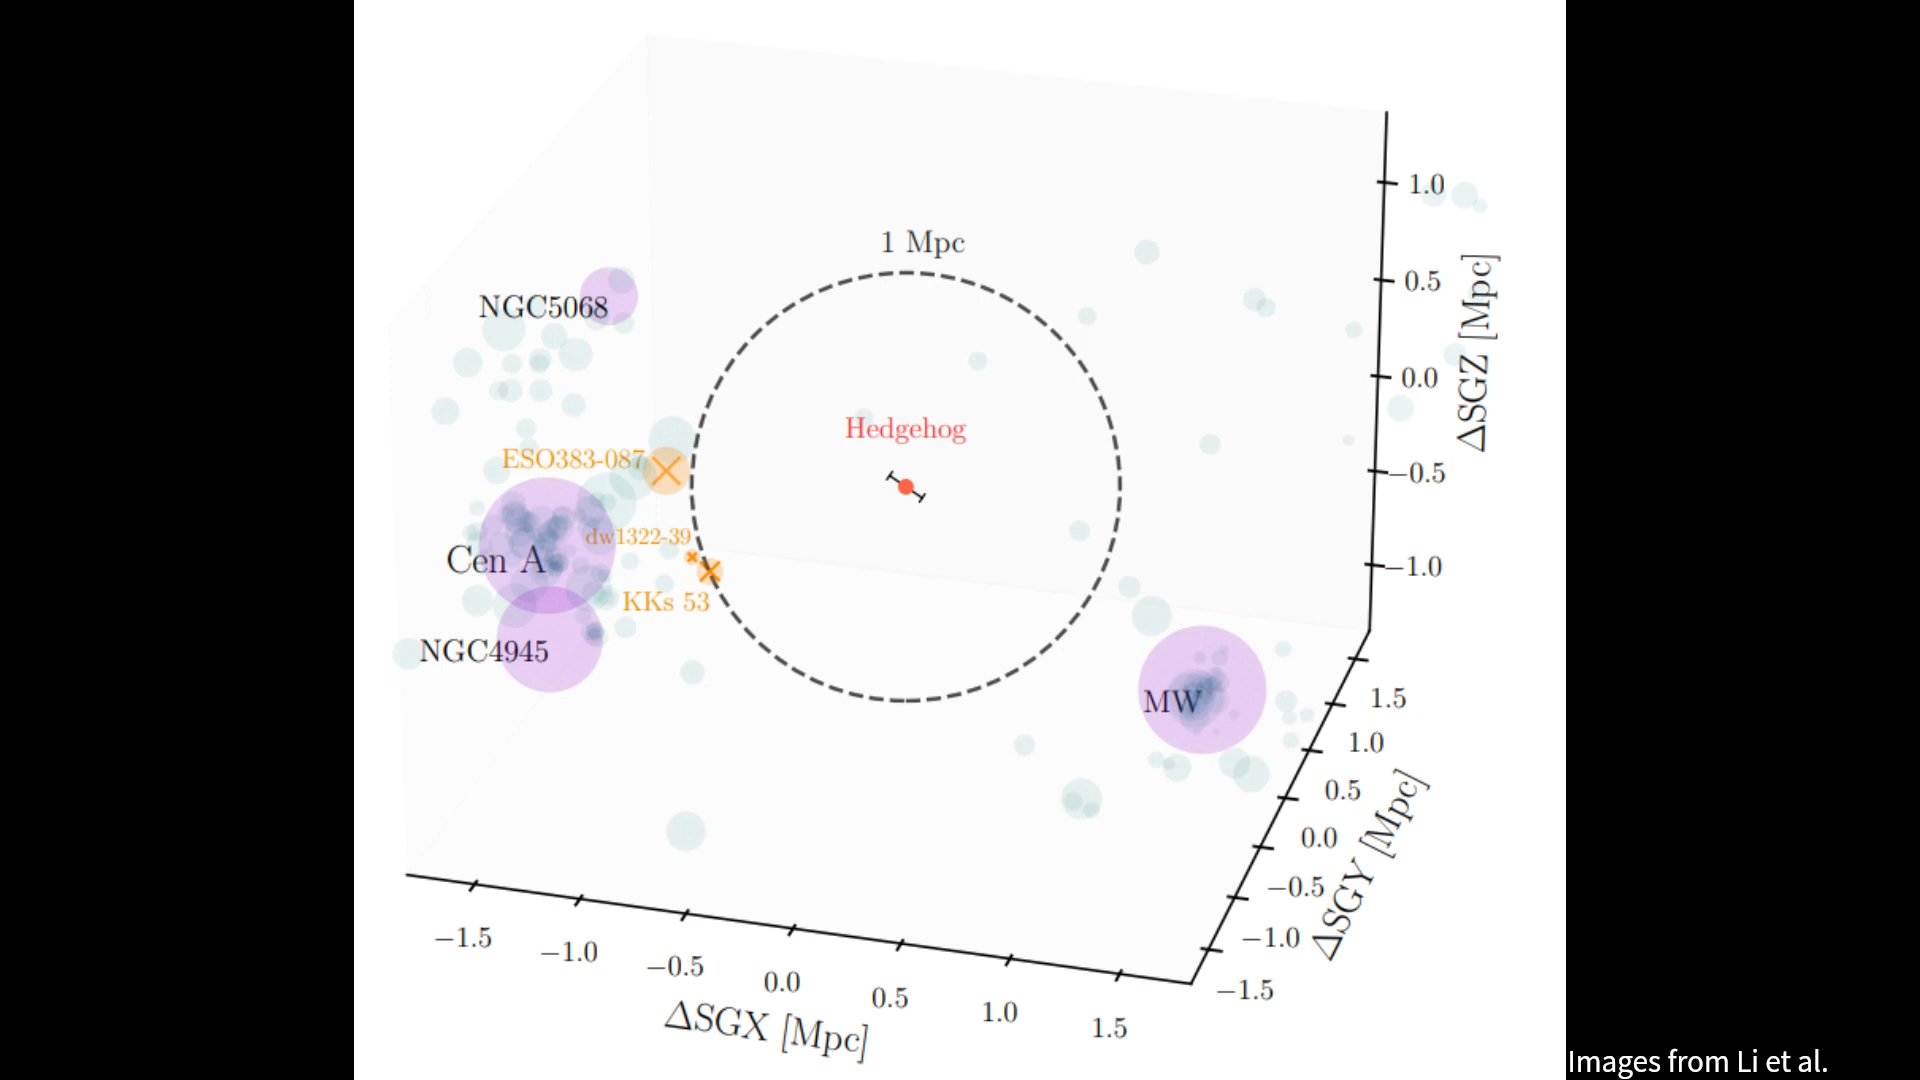 1.0
0.5
0.0
−0.5
−1.0
ΔSGZ [Mpc]
1 Mpc
NGC5068
Hedgehog
ESO383-087
dw1322-39
Cen A
KKs 53
NGC4945
MW
1.5
1.0
0.5
0.0
−0.5
−1.0
−1.5
ΔSGY [Mpc]
−1.5
−1.0
−0.5
0.0
0.5
1.0
1.5
ΔSGX [Mpc]
Images from Li et al.